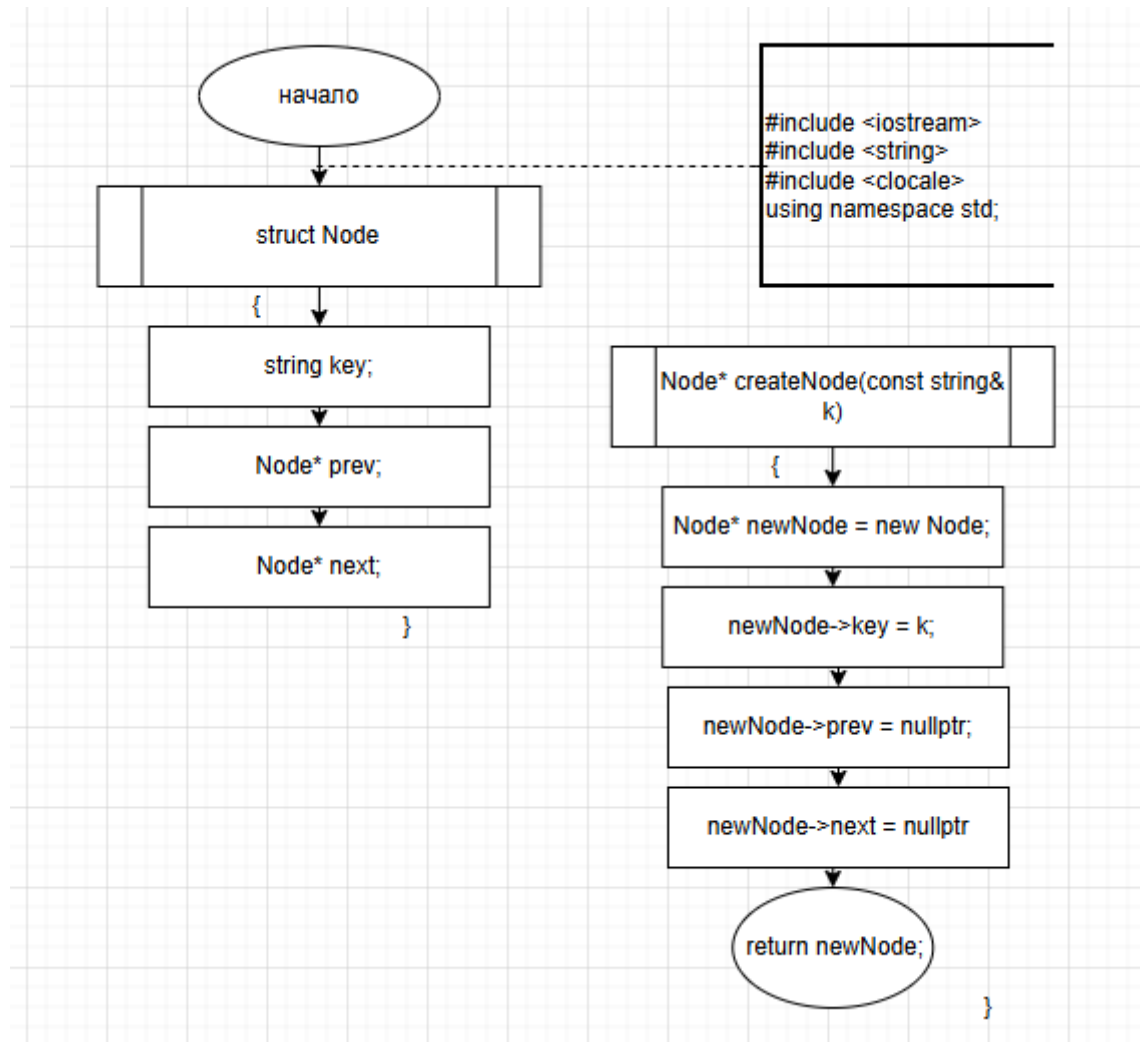 начало
#include <iostream>
#include <string>
#include <clocale>
using namespace std;
struct Node
{
string key;
Node* prev;
Node* next;
}
Node* createNode(const string&
k)
{
Node* newNode = new Node;
newNode->key = k;
newNode->prev = nullptr;
newNode->next = nullptr
return newNode;
}